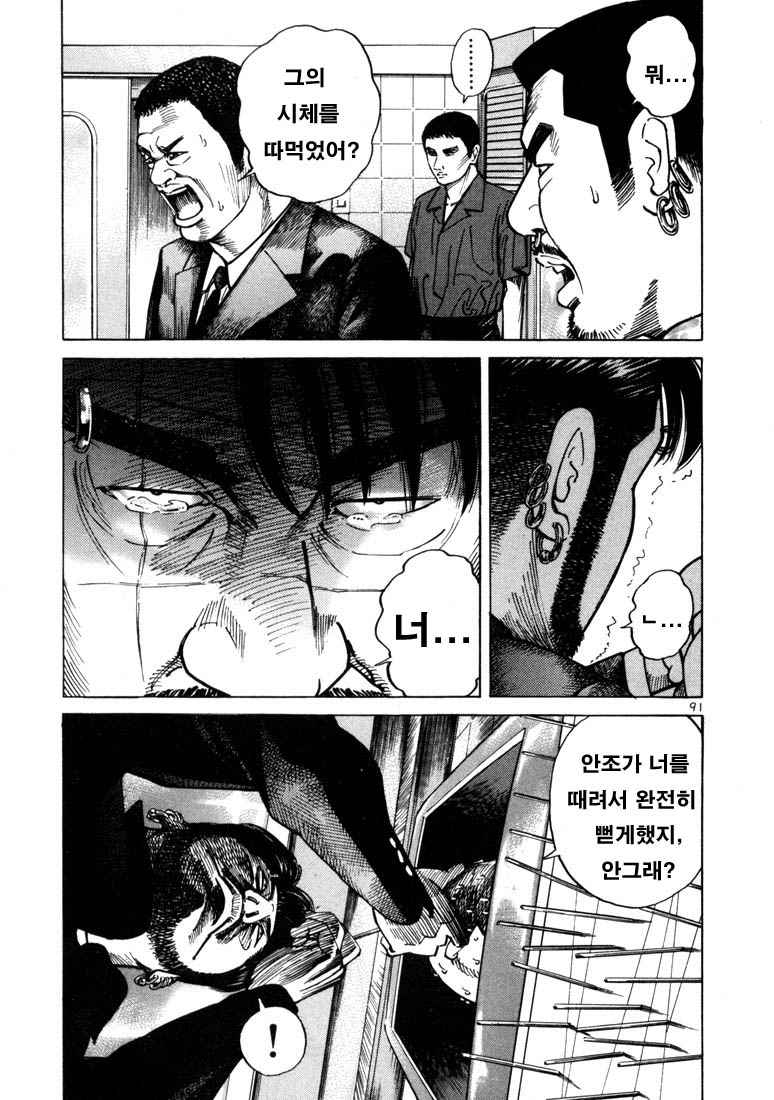 뭐...
………
그의
시체를
따먹었어?
ㄴ...
너...
91
안조가 너를
때려서 완전히
뻗게했지,
안그래?
!